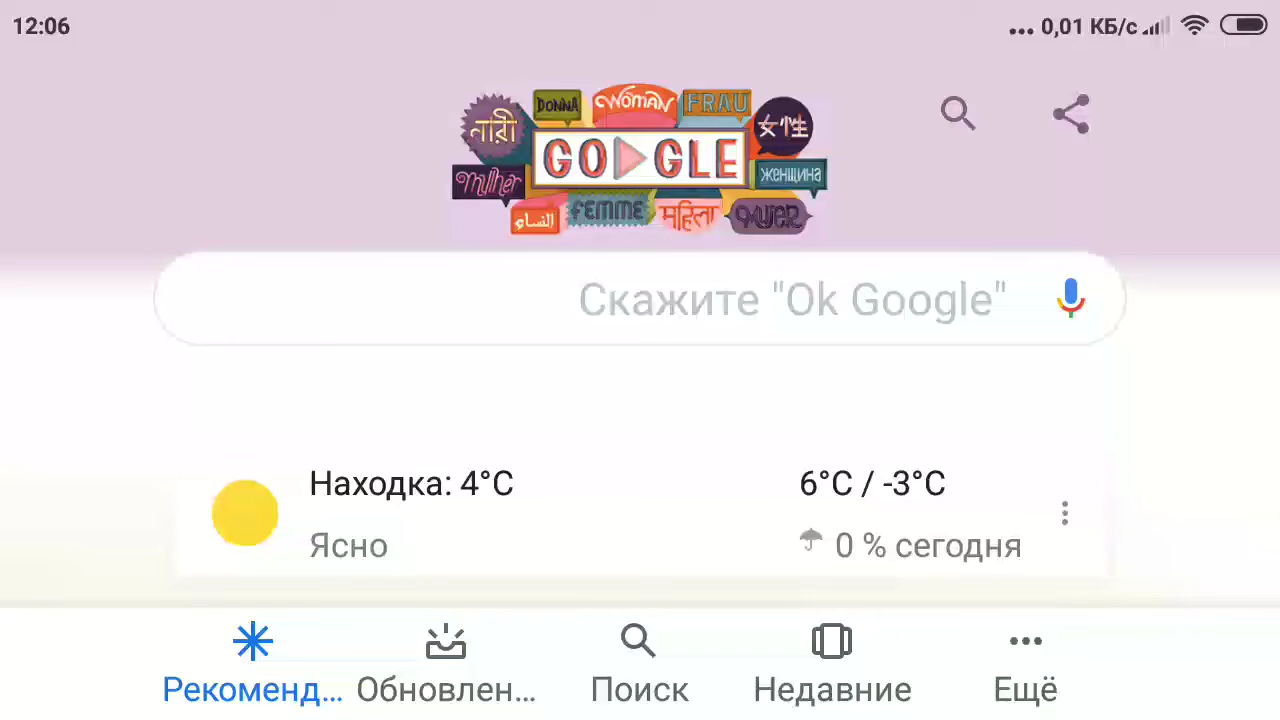 12:06
... 0,01 КБ/с
DONNA
WOMAN
FRAU
নারী
女性
GOOGLE
Mulher
женщина
النساء
FEMME
महिला
MUJER
Скажите "Ok Google"
Находка: 4°C
6°C / -3°C
Ясно
0 % сегодня
Рекоменд...
Обновлен...
Поиск
Недавние
Ещё